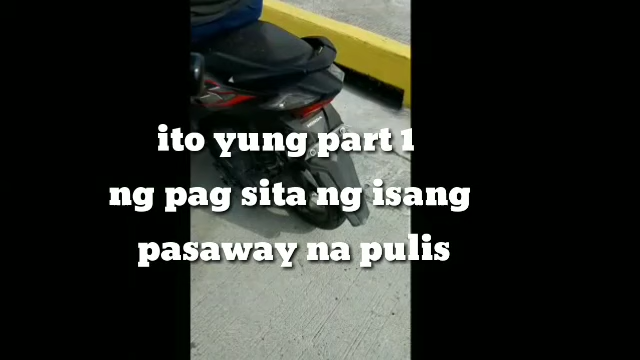 ito yung part 1
ng pag sita ng isang
pasaway na pulis